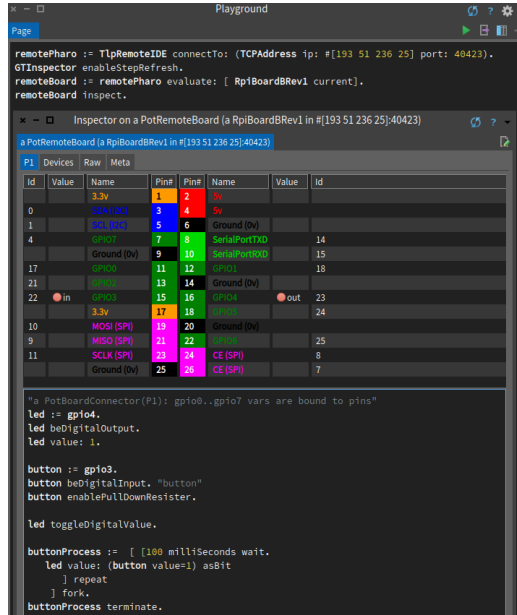 Playground
Page
remotePharo := TlpRemoteIDE connectTo: (TCPAddress ip: #[193 51 236 25] port: 40423).
GTInspector enableStepRefresh.
remoteBoard := remotePharo evaluate: [ RpiBoardBRev1 current].
remoteBoard inspect.
Inspector on a PotRemoteBoard (a RpiBoardBRev1 in #[193 51 236 25]:40423)
a PotRemoteBoard (a RpiBoardBRev1 in #[193 51 236 25]:40423)
P1 Devices Raw Meta
Id Value Name Pin# Pin# Name Value Id
3.3v 1 2 5v
0 3 4 5v
1 SCL (I2C) 5 6 Ground (0v)
4 GPIO7 7 8 SerialPortTXD 14
Ground (0v) 9 10 SerialPortRXD 15
17 GPIO0 11 12 GPIO1 18
21 GPIO2 13 14 Ground (0v)
22 in GPIO3 15 16 GPIO4 out 23
3.3v 17 18 GPIO5 24
10 MOSI (SPI) 19 20 Ground (0v)
9 MISO (SPI) 21 22 GPIO6 25
11 SCLK (SPI) 23 24 CE (SPI) 8
Ground (0v) 25 26 CE (SPI) 7
"a PotBoardConnector(P1): gpio0..gpio7 vars are bound to pins"
led := gpio4.
led beDigitalOutput.
led value: 1.
button := gpio3.
button beDigitalInput. "button"
button enablePullDownResister.
led toggleDigitalValue.
buttonProcess := [ [100 milliSeconds wait.
led value: (button value=1) asBit
] repeat
] fork.
buttonProcess terminate.